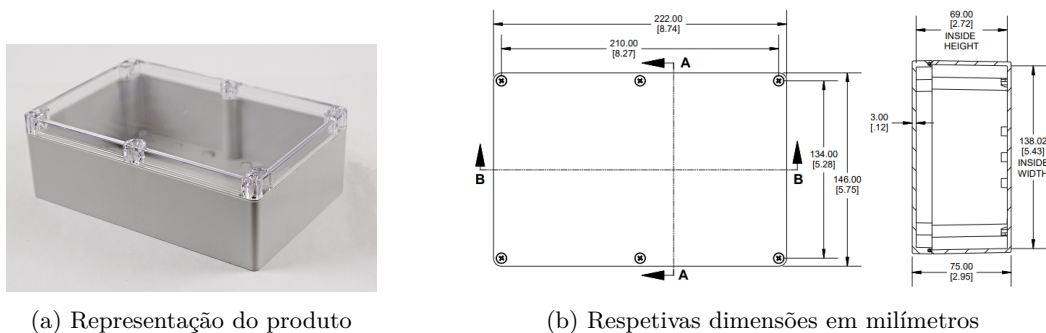 222.00
[8.74]
210.00
[8.27]
A
B
B
134.00
[5.28]
146.00
[5.75]
A
69.00
[2.72]
INSIDE
HEIGHT
3.00
[.12]
138.02
[5.43]
INSIDE
WIDTH
75.00
[2.95]
(a) Representação do produto
(b) Respetivas dimensões em milímetros